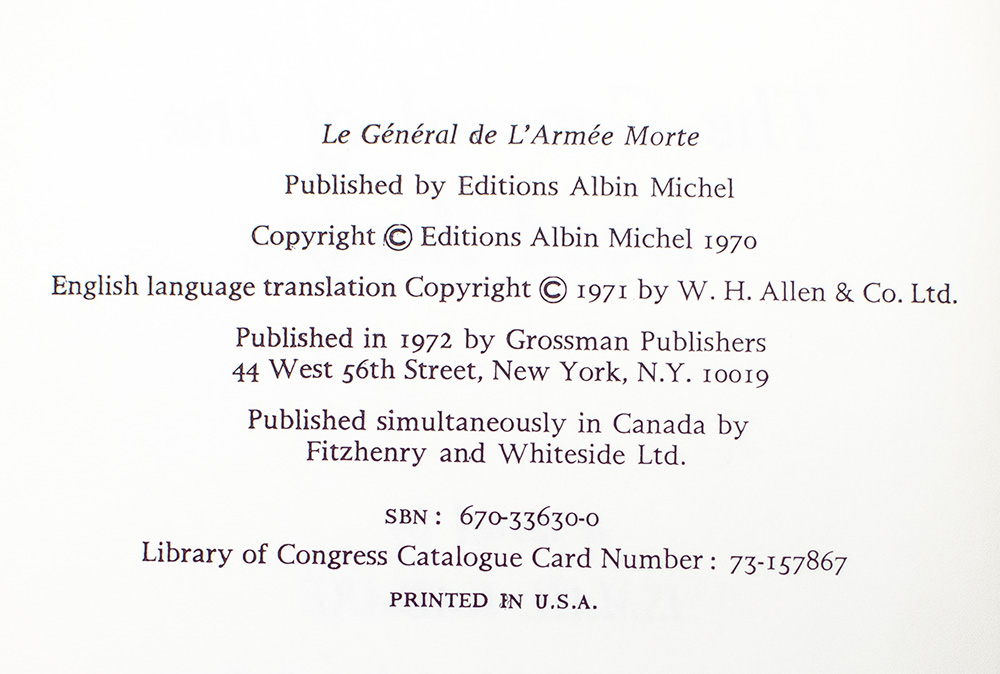 Le Général de L'Armée Morte
Published by Editions Albin Michel
Copyright © Editions Albin Michel 1970
English language translation Copyright © 1971 by W. H. Allen & Co. Ltd.
Published in 1972 by Grossman Publishers
44 West 56th Street, New York, N.Y. 10019
Published simultaneously in Canada by
Fitzhenry and Whiteside Ltd.
SBN: 670-33630-0
Library of Congress Catalogue Card Number: 73-157867
PRINTED IN U.S.A.